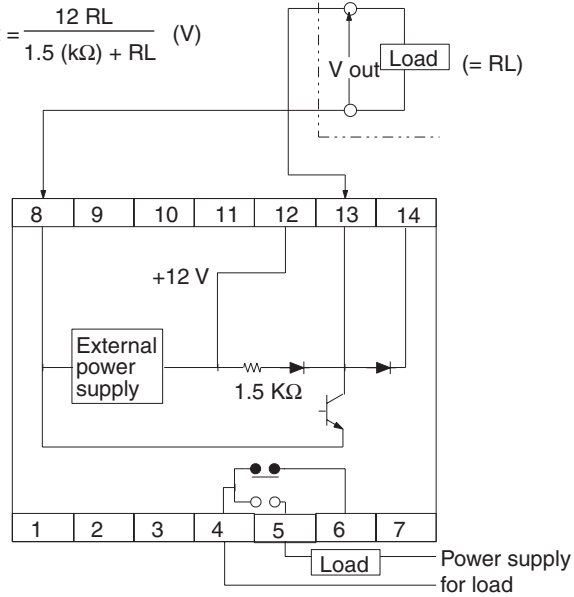 = 12 RL / 1.5 (kΩ) + RL (V)
V out
Load
(= RL)
8 9 10 11 12 13 14
+12 V
External
power
supply
1.5 KΩ
1 2 3 4 5 6 7
Load
Power supply
for load